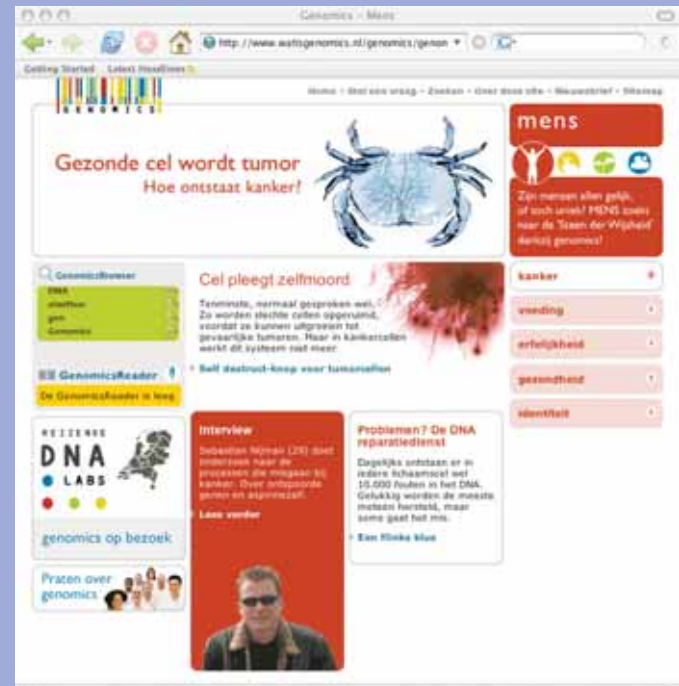 Genomics - Mens
http://www.watisgenomics.nl/genomics/genon
Getting Started Latest Headlines
GENOMICS
Home - Stel een vraag - Zoeken - Over deze site - Nieuwsbrief - Sitemap
Gezonde cel wordt tumor
Hoe ontstaat kanker?
mens
Zijn mensen allen gelijk,
of toch uniek? MENS zoekt
naar de 'Steen der Wijsheid'
dankzij genomics!
GenomicsBrowser
DNA
eiwitten
gen
Genomics
GenomicsReader
De GenomicsReader is leeg
Cel pleegt zelfmoord
Tenminste, normaal gesproken wel.
Zo worden slechte cellen opgeruimd,
voordat ze kunnen uitgroeien tot
gevaarlijke tumoren. Maar in kankercellen
werkt dit systeem niet meer.
Self destruct-knop voor tumorcellen
kanker
voeding
erfelijkheid
gezondheid
identiteit
REIZENDE
DNA
LABS
genomics op bezoek
Praten over
genomics
Interview
Sebastian Nijman (29) doet
onderzoek naar de
processen die misgaan bij
kanker. Over ontspoorde
genen en aspirinezalf.
Lees verder
Problemen? De DNA
reparatiedienst
Dagelijks ontstaan er in
iedere lichaamscel wel
10.000 fouten in het DNA.
Gelukkig worden de meeste
meteen hersteld, maar
soms gaat het mis.
Een flinke klus